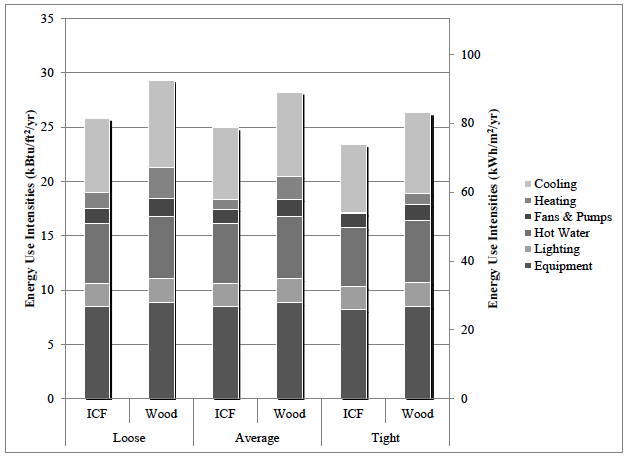 Energy Use Intensities (kBtu/ft²/yr)
35
30
25
20
15
10
5
0
100
80
60
40
20
0
Energy Use Intensities (kWh/m²/yr)
Cooling
Heating
Fans & Pumps
Hot Water
Lighting
Equipment
ICF Wood ICF Wood ICF Wood
Loose Average Tight